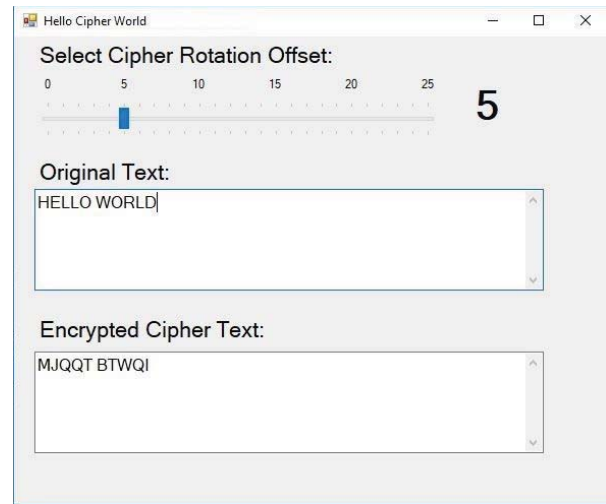 Hello Cipher World
Select Cipher Rotation Offset:
0 5 10 15 20 25
5
Original Text:
HELLO WORLD
Encrypted Cipher Text:
MJQQT BTWQI